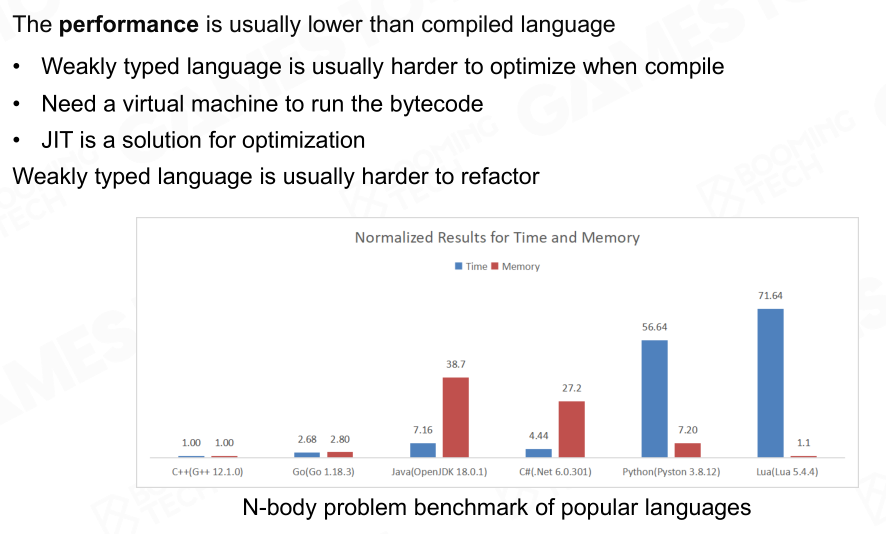 The performance is usually lower than compiled language
• Weakly typed language is usually harder to optimize when compile
• Need a virtual machine to run the bytecode
• JIT is a solution for optimization
Weakly typed language is usually harder to refactor
Normalized Results for Time and Memory
Time Memory
71.64
56.64
38.7
27.2
7.16
4.44
7.20
2.68 2.80
1.00 1.00
1.1
C++(G++ 12.1.0) Go(Go 1.18.3) Java(OpenJDK 18.0.1) C#(.Net 6.0.301) Python(Pyston 3.8.12) Lua(Lua 5.4.4)
N-body problem benchmark of popular languages
BOOMING
TECH
BOOMING
TECH
GAMES